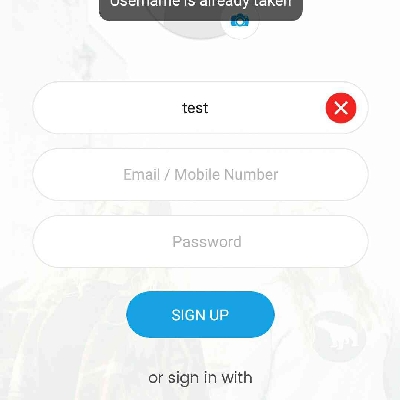 Username is already taken
test
Email / Mobile Number
Password
SIGN UP
or sign in with